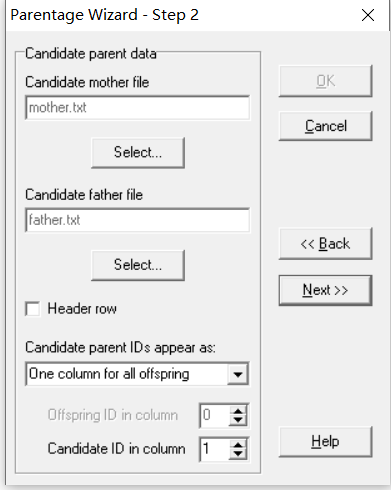 Parentage Wizard - Step 2
Candidate parent data
Candidate mother file
mother.txt
Select...
Candidate father file
father.txt
Select...
Header row
Candidate parent IDs appear as:
One column for all offspring
Offspring ID in column 0
Candidate ID in column 1
OK
Cancel
<< Back
Next >>
Help